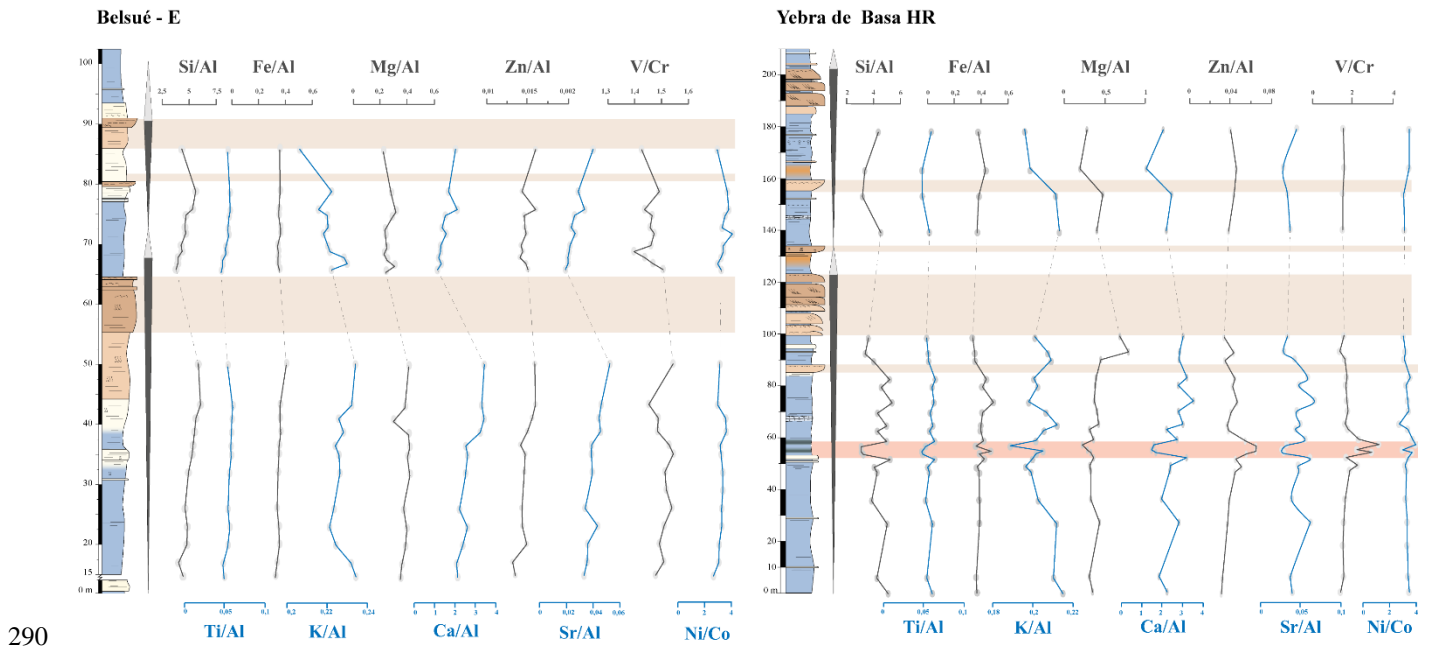 Belsué - E
Yebra de Basa HR
Si/Al Fe/Al Mg/Al Zn/Al V/Cr
Si/Al Fe/Al Mg/Al Zn/Al V/Cr
2,5 5 7,5 0 0,2 0,4 0,6 0 0,2 0,4 0,6 0,01 0,015 0,002 1,3 1,4 1,5 1,6
2 4 6 0 0,2 0,4 0,6 0 0,5 1 0 0,04 0,08 0 2 4
100
90
80
70
60
50
40
30
20
15
0 m
200
180
160
140
120
100
80
60
40
20
10
0 m
0 0,05 0,1 0,2 0,22 0,24 0 1 2 3 4 0 0,02 0,04 0,06 0 2 4
0 0,05 0,1 0,18 0,2 0,22 0 1 2 3 4 0 0,05 0,1 0 2 4
Ti/Al K/Al Ca/Al Sr/Al Ni/Co
Ti/Al K/Al Ca/Al Sr/Al Ni/Co
290